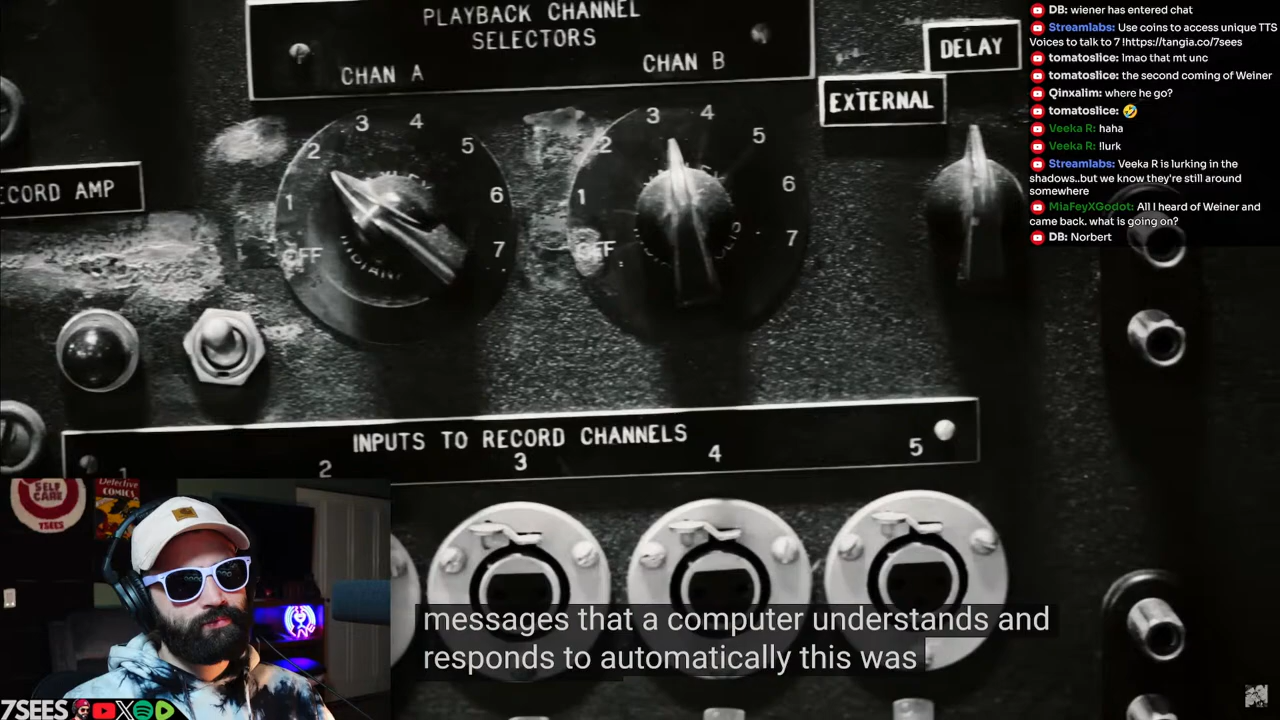 PLAYBACK CHANNEL
SELECTORS
CHAN A
CHAN B
DELAY
EXTERNAL
3 4
2 5
1 6
OFF 7
3 4
2 5
1 6
OFF 7
ECORD AMP
INPUTS TO RECORD CHANNELS
1 2 3 4 5
DB: wiener has entered chat
Streamlabs: Use coins to access unique TTS
Voices to talk to 7 !https://tangia.co/7sees
tomatoslice: lmao that mt unc
tomatoslice: the second coming of Weiner
Qinxalim: where he go?
tomatoslice: 🤣
Veeka R: haha
Veeka R: !lurk
Streamlabs: Veeka R is lurking in the
shadows..but we know they're still around
somewhere
MiaFeyXGodot: All I heard of Weiner and
came back. what is going on?
DB: Norbert
SELF
CARE
7SEES
Defective
COMICS
messages that a computer understands and
responds to automatically this was
7SEES